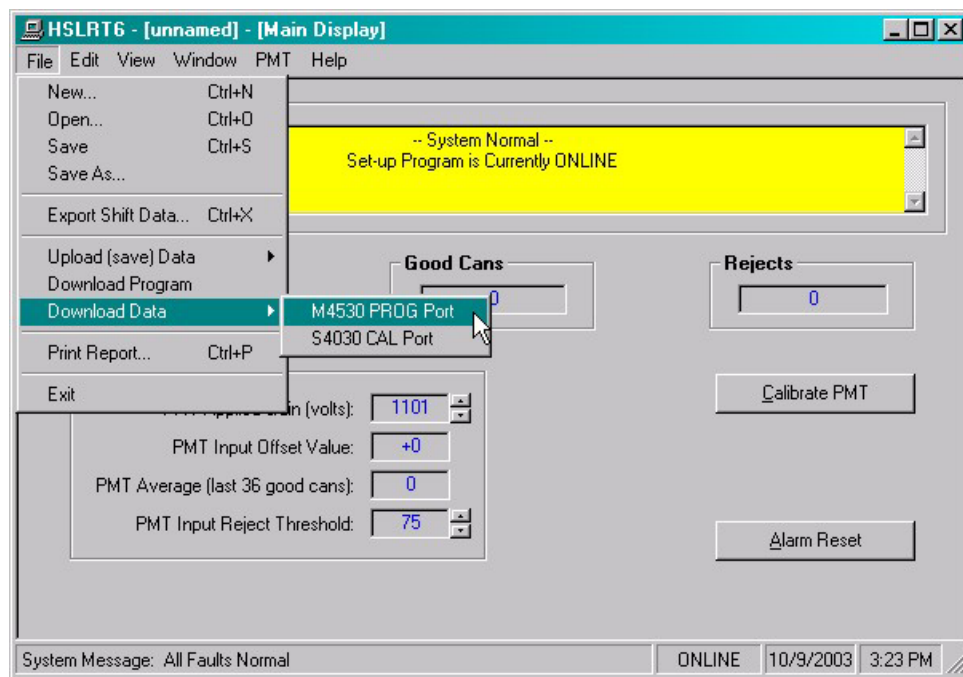 HSLRT6 - [unnamed] - [Main Display]
File Edit View Window PMT Help
New... Ctrl+N
Open... Ctrl+O
Save Ctrl+S
Save As...
Export Shift Data... Ctrl+X
Upload (save) Data
Download Program
Download Data
M4530 PROG Port
S4030 CAL Port
Print Report... Ctrl+P
Exit
-- System Normal --
Set-up Program is Currently ONLINE
Good Cans
0
Rejects
0
(volts): 1101
PMT Input Offset Value: +0
PMT Average (last 36 good cans): 0
PMT Input Reject Threshold: 75
Calibrate PMT
Alarm Reset
System Message: All Faults Normal
ONLINE 10/9/2003 3:23 PM